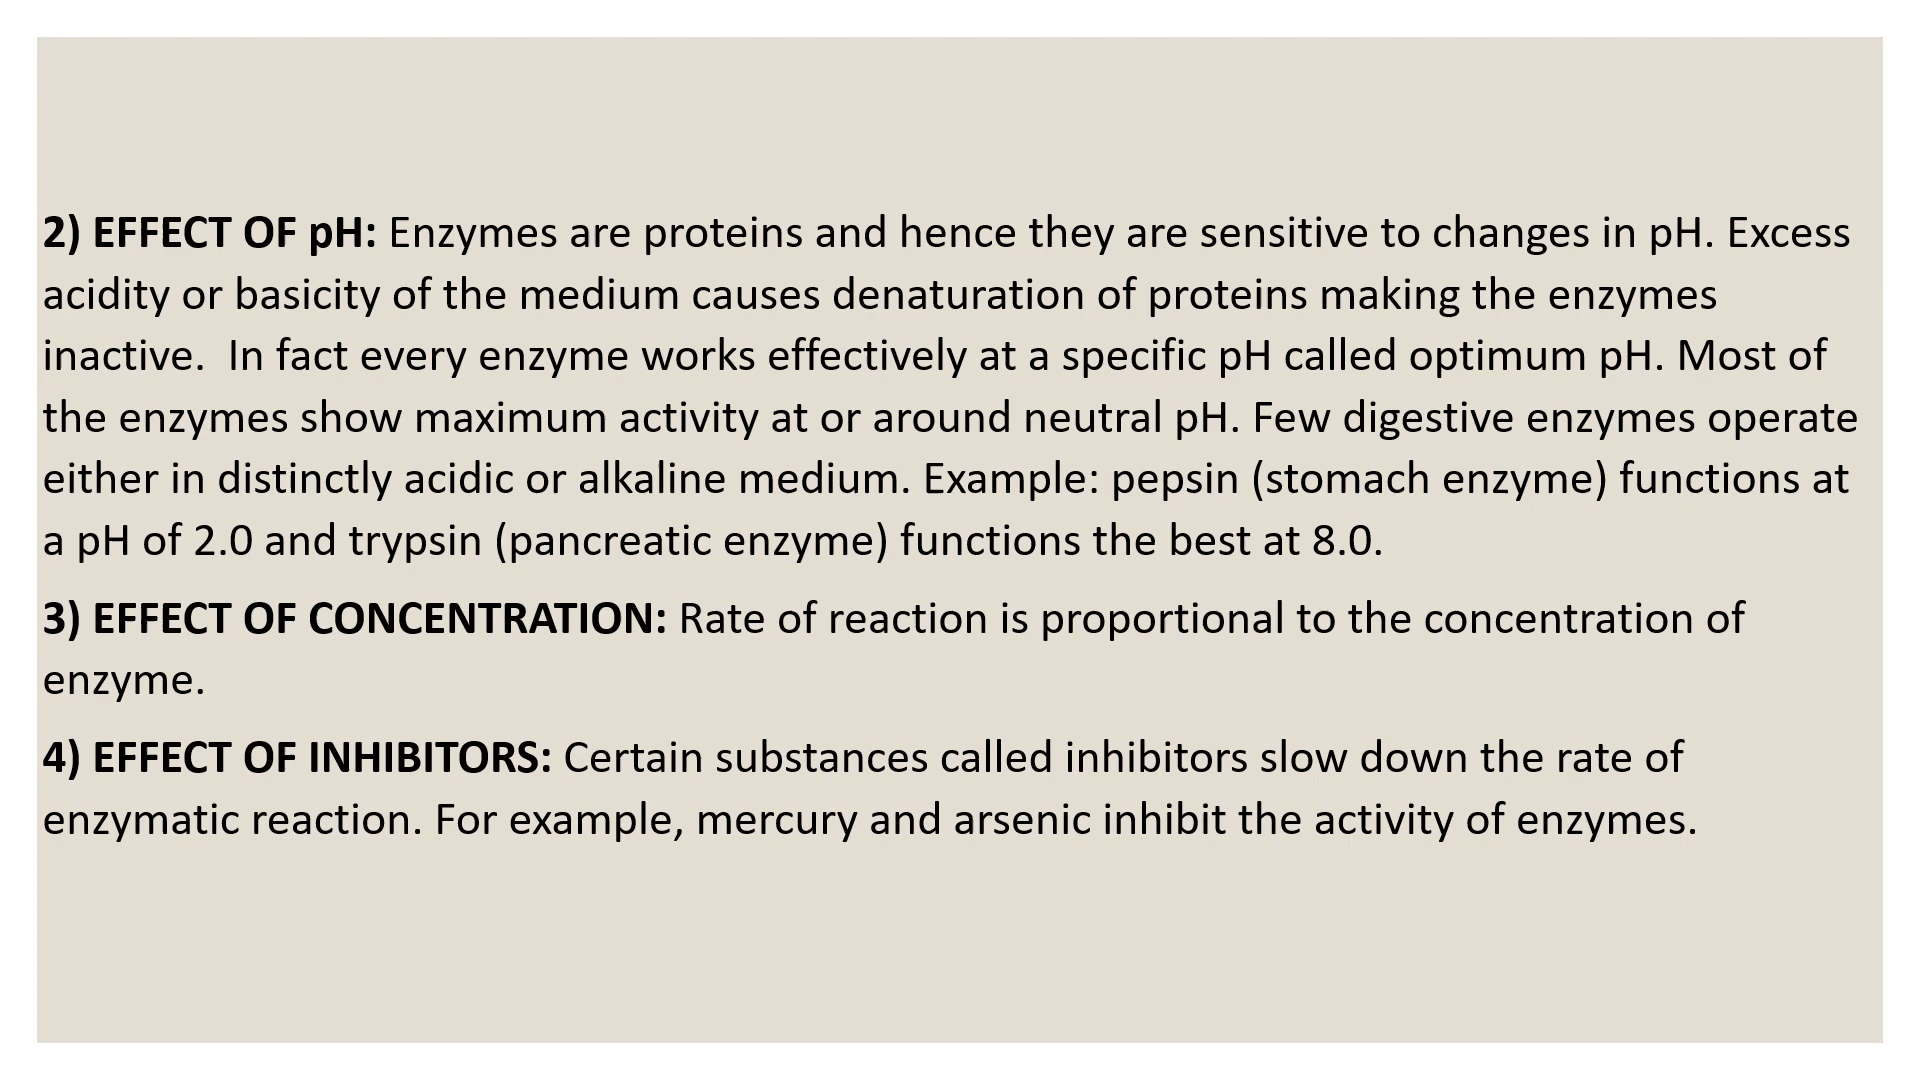 2) EFFECT OF pH: Enzymes are proteins and hence they are sensitive to changes in pH. Excess
acidity or basicity of the medium causes denaturation of proteins making the enzymes
inactive.  In fact every enzyme works effectively at a specific pH called optimum pH. Most of
the enzymes show maximum activity at or around neutral pH. Few digestive enzymes operate
either in distinctly acidic or alkaline medium. Example: pepsin (stomach enzyme) functions at
a pH of 2.0 and trypsin (pancreatic enzyme) functions the best at 8.0.
3) EFFECT OF CONCENTRATION: Rate of reaction is proportional to the concentration of
enzyme.
4) EFFECT OF INHIBITORS: Certain substances called inhibitors slow down the rate of
enzymatic reaction. For example, mercury and arsenic inhibit the activity of enzymes.